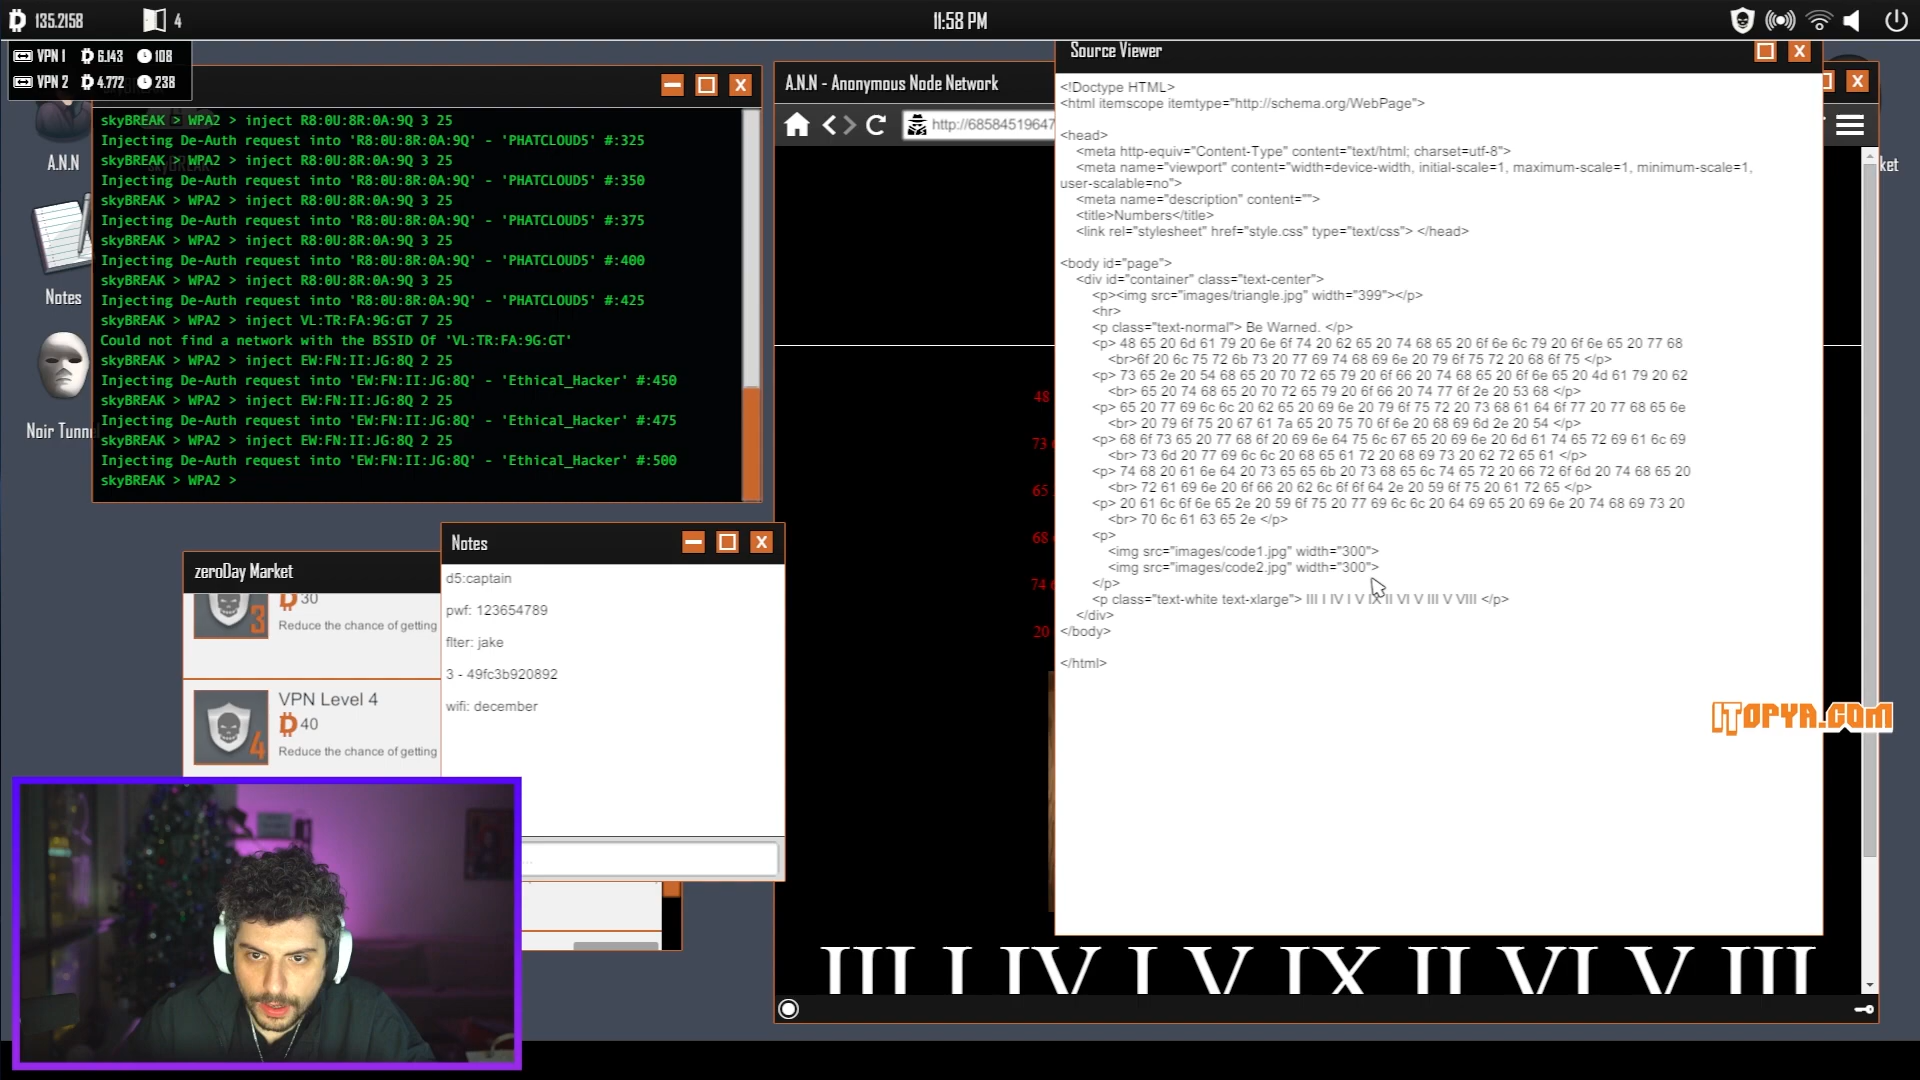 135.2158
4
11:58 PM
VPN 1 6.143 108
VPN 2 4.772 238
A.N.N
Notes
Noir Tunn
skyBREAK > WPA2 > inject R8:0U:8R:0A:9Q 3 25
Injecting De-Auth request into 'R8:0U:8R:0A:9Q' - 'PHATCLOUD5' #:325
skyBREAK > WPA2 > inject R8:0U:8R:0A:9Q 3 25
Injecting De-Auth request into 'R8:0U:8R:0A:9Q' - 'PHATCLOUD5' #:350
skyBREAK > WPA2 > inject R8:0U:8R:0A:9Q 3 25
Injecting De-Auth request into 'R8:0U:8R:0A:9Q' - 'PHATCLOUD5' #:375
skyBREAK > WPA2 > inject R8:0U:8R:0A:9Q 3 25
Injecting De-Auth request into 'R8:0U:8R:0A:9Q' - 'PHATCLOUD5' #:400
skyBREAK > WPA2 > inject R8:0U:8R:0A:9Q 3 25
Injecting De-Auth request into 'R8:0U:8R:0A:9Q' - 'PHATCLOUD5' #:425
skyBREAK > WPA2 > inject VL:TR:FA:9G:GT 7 25
Could not find a network with the BSSID Of 'VL:TR:FA:9G:GT'
skyBREAK > WPA2 > inject EW:FN:II:JG:8Q 2 25
Injecting De-Auth request into 'EW:FN:II:JG:8Q' - 'Ethical_Hacker' #:450
skyBREAK > WPA2 > inject EW:FN:II:JG:8Q 2 25
Injecting De-Auth request into 'EW:FN:II:JG:8Q' - 'Ethical_Hacker' #:475
skyBREAK > WPA2 > inject EW:FN:II:JG:8Q 2 25
Injecting De-Auth request into 'EW:FN:II:JG:8Q' - 'Ethical_Hacker' #:500
skyBREAK > WPA2 >
zeroDay Market
3
30
Reduce the chance of getting
VPN Level 4
4
40
Reduce the chance of getting
Notes
d5:captain
pwf: 123654789
flter: jake
3 - 49fc3b920892
wifi: december
A.N.N - Anonymous Node Network
http://68584519647
48
73
65
68
74
20
III I IV I V IX II VI V III
Source Viewer
<!Doctype HTML>
<html itemscope itemtype="http://schema.org/WebPage">
<head>
<meta http-equiv="Content-Type" content="text/html; charset=utf-8">
<meta name="viewport" content="width=device-width, initial-scale=1, maximum-scale=1, minimum-scale=1,
user-scalable=no">
<meta name="description" content="">
<title>Numbers</title>
<link rel="stylesheet" href="style.css" type="text/css"> </head>
<body id="page">
<div id="container" class="text-center">
<p><img src="images/triangle.jpg" width="399"></p>
<hr>
<p class="text-normal"> Be Warned. </p>
<p> 48 65 20 6d 61 79 20 6e 6f 74 20 62 65 20 74 68 65 20 6f 6e 6c 79 20 6f 6e 65 20 77 68
<br>6f 20 6c 75 72 6b 73 20 77 69 74 68 69 6e 20 79 6f 75 72 20 68 6f 75 </p>
<p> 73 65 2e 20 54 68 65 20 70 72 65 79 20 6f 66 20 74 68 65 20 6f 6e 65 20 4d 61 79 20 62
<br> 65 20 74 68 65 20 70 72 65 79 20 6f 66 20 74 77 6f 2e 20 53 68 </p>
<p> 65 20 77 69 6c 6c 20 62 65 20 69 6e 20 79 6f 75 72 20 73 68 61 64 6f 77 20 77 68 65 6e
<br> 20 79 6f 75 20 67 61 7a 65 20 75 70 6f 6e 20 68 69 6d 2e 20 54 </p>
<p> 68 6f 73 65 20 77 68 6f 20 69 6e 64 75 6c 67 65 20 69 6e 20 6d 61 74 65 72 69 61 6c 69
<br> 73 6d 20 77 69 6c 6c 20 68 65 61 72 20 68 69 73 20 62 72 65 61 </p>
<p> 74 68 20 61 6e 64 20 73 65 65 6b 20 73 68 65 6c 74 65 72 20 66 72 6f 6d 20 74 68 65 20
<br> 72 61 69 6e 20 6f 66 20 62 6c 6f 6f 64 2e 20 59 6f 75 20 61 72 65 </p>
<p> 20 61 6c 6f 6e 65 2e 20 59 6f 75 20 77 69 6c 6c 20 64 69 65 20 69 6e 20 74 68 69 73 20
<br> 70 6c 61 63 65 2e </p>
<p>
<img src="images/code1.jpg" width="300">
<img src="images/code2.jpg" width="300">
</p>
<p class="text-white text-xlarge"> III I IV I V IX II VI V III V VIII </p>
</div>
</body>
</html>
ket
ITOPYA.COM